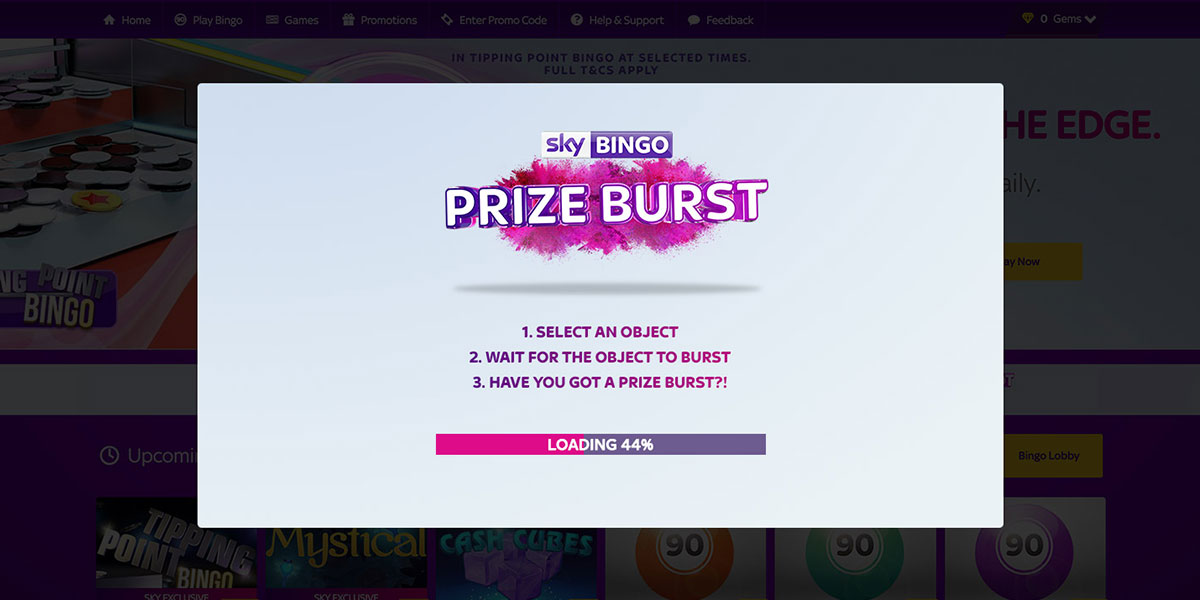 Home
Play Bingo
Games
Promotions
Enter Promo Code
Help & Support
Feedback
0 Gems
IN TIPPING POINT BINGO AT SELECTED TIMES.
FULL T&CS APPLY
HE EDGE.
aily.
ay Now
NG POINT
BINGO
sky BINGO
PRIZE BURST
1. SELECT AN OBJECT
2. WAIT FOR THE OBJECT TO BURST
3. HAVE YOU GOT A PRIZE BURST?!
LOADING 44%
Upcomin
Bingo Lobby
TIPPING
POINT
BINGO
SKY EXCLUSIVE
Mystical
SKY EXCLUSIVE
CASH CUBES
90
90
90